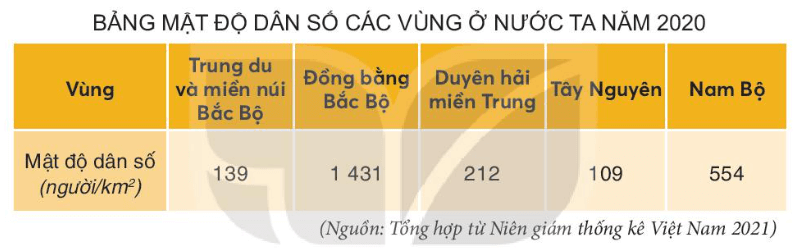 BẢNG MẬT ĐỘ DÂN SỐ CÁC VÙNG Ở NƯỚC TA NĂM 2020
Vùng
Trung du
và miền núi
Bắc Bộ
Đồng bằng
Bắc Bộ
Duyên hải
miền Trung
Tây Nguyên
Nam Bộ
Mật độ dân số
(người/km²)
139
1 431
212
109
554
(Nguồn: Tổng hợp từ Niên giám thống kê Việt Nam 2021)